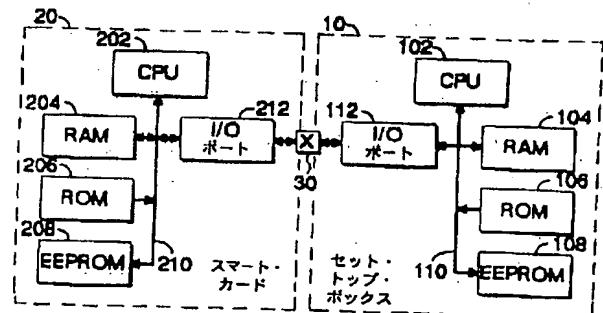 20
202
CPU
204
RAM
212
I/O
ポート
206
ROM
208
EEPROM
210
スマート・
カード
X
30
10
102
CPU
112
I/O
ポート
104
RAM
106
ROM
108
EEPROM
110
セット・
トップ・
ボックス